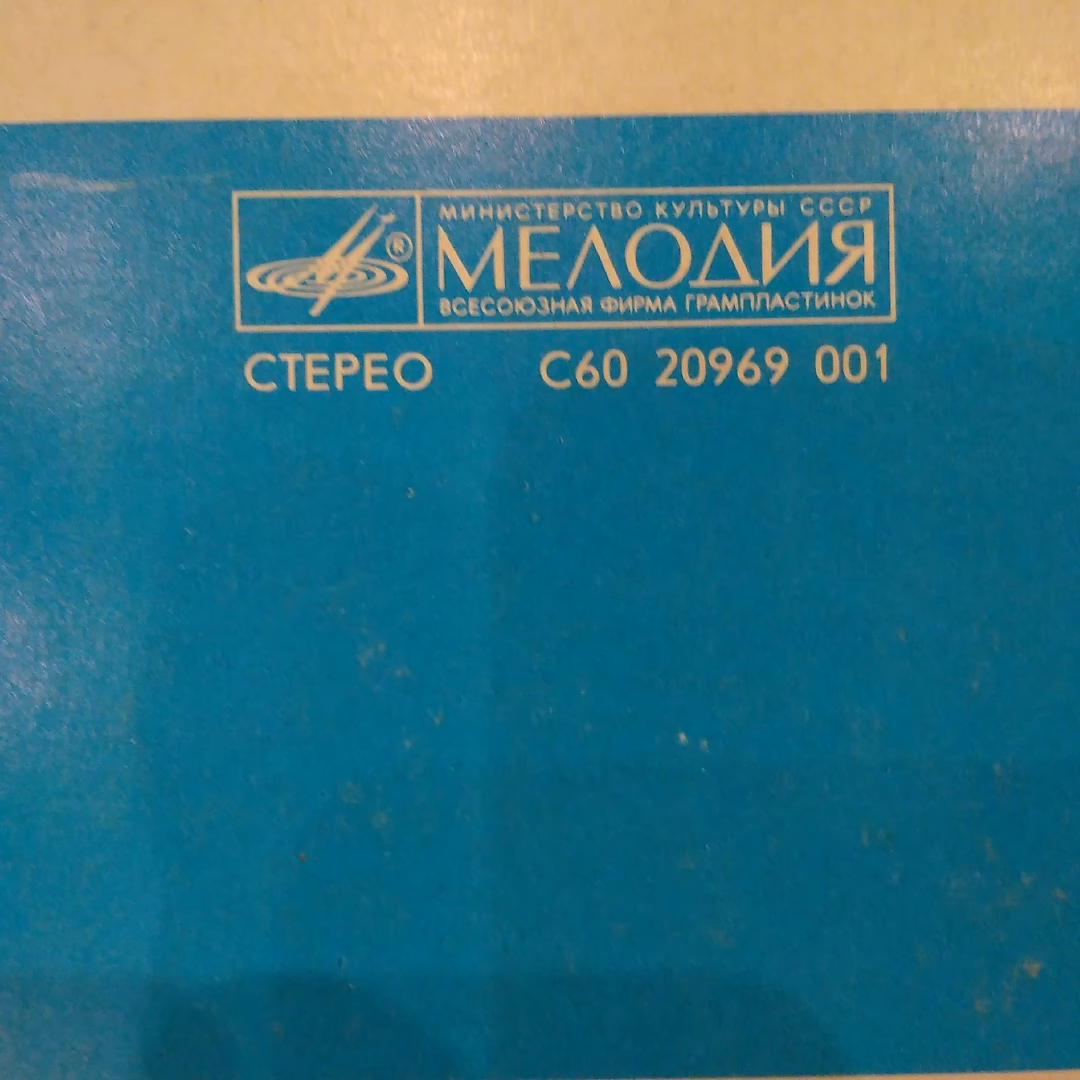 МИНИСТЕРСТВО КУЛЬТУРЫ СССР
®
МЕЛОДИЯ
ВСЕСОЮЗНАЯ ФИРМА ГРАМПЛАСТИНОК
СТЕРЕО С60 20969 001